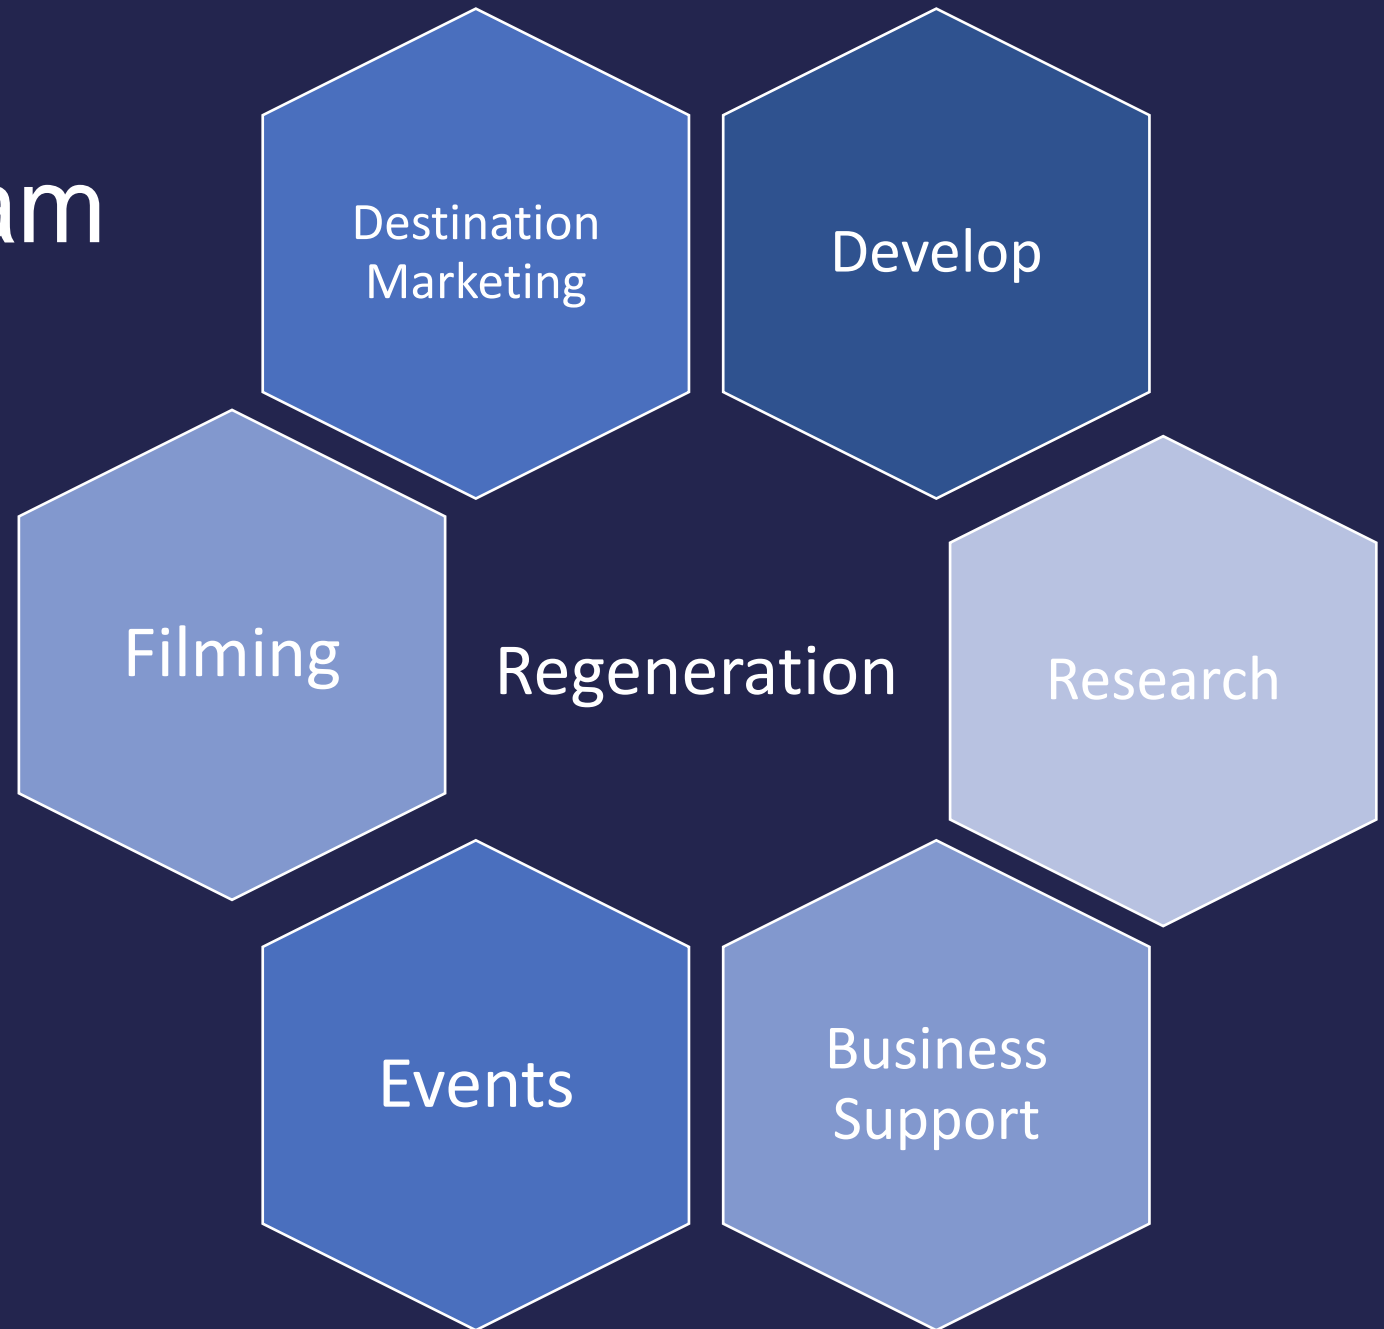 am
Destination
Marketing
Develop
Filming
Regeneration
Research
Events
Business
Support